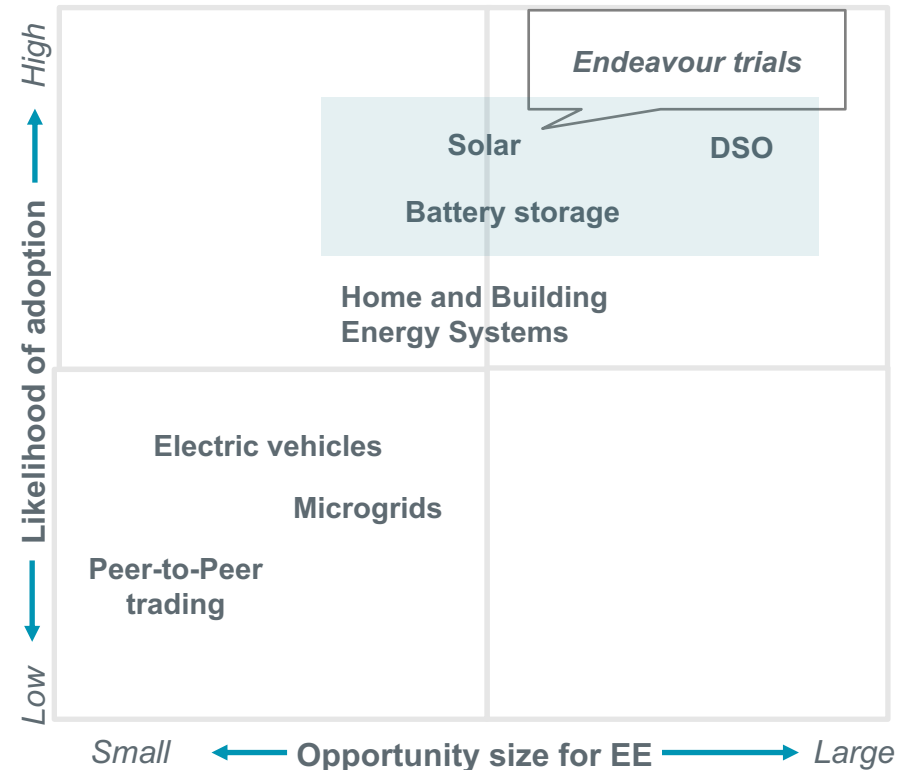 High
Endeavour trials
Solar
DSO
Battery storage
Home and Building
Energy Systems
Likelihood of adoption
Electric vehicles
Microgrids
Peer-to-Peer
trading
Low
Small
Opportunity size for EE
Large